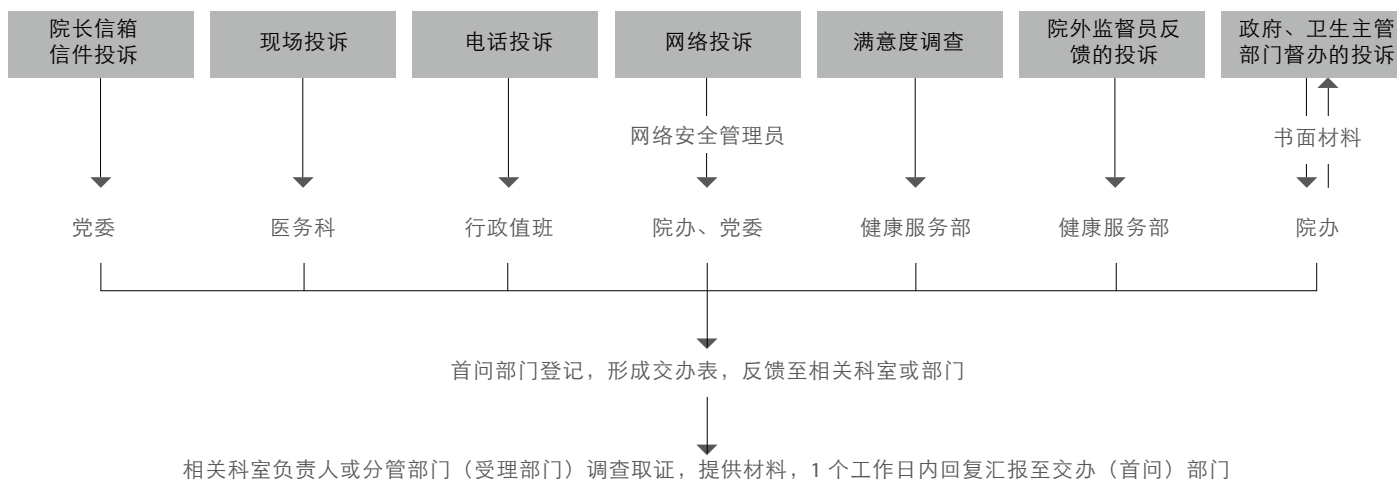 院长信箱
信件投诉
现场投诉
电话投诉
网络投诉
满意度调查
院外监督员反
馈的投诉
政府、卫生主管
部门督办的投诉
网络安全管理员
书面材料
党委
医务科
行政值班
院办、党委
健康服务部
健康服务部
院办
首问部门登记，形成交办表，反馈至相关科室或部门
相关科室负责人或分管部门（受理部门）调查取证，提供材料，1 个工作日内回复汇报至交办（首问）部门